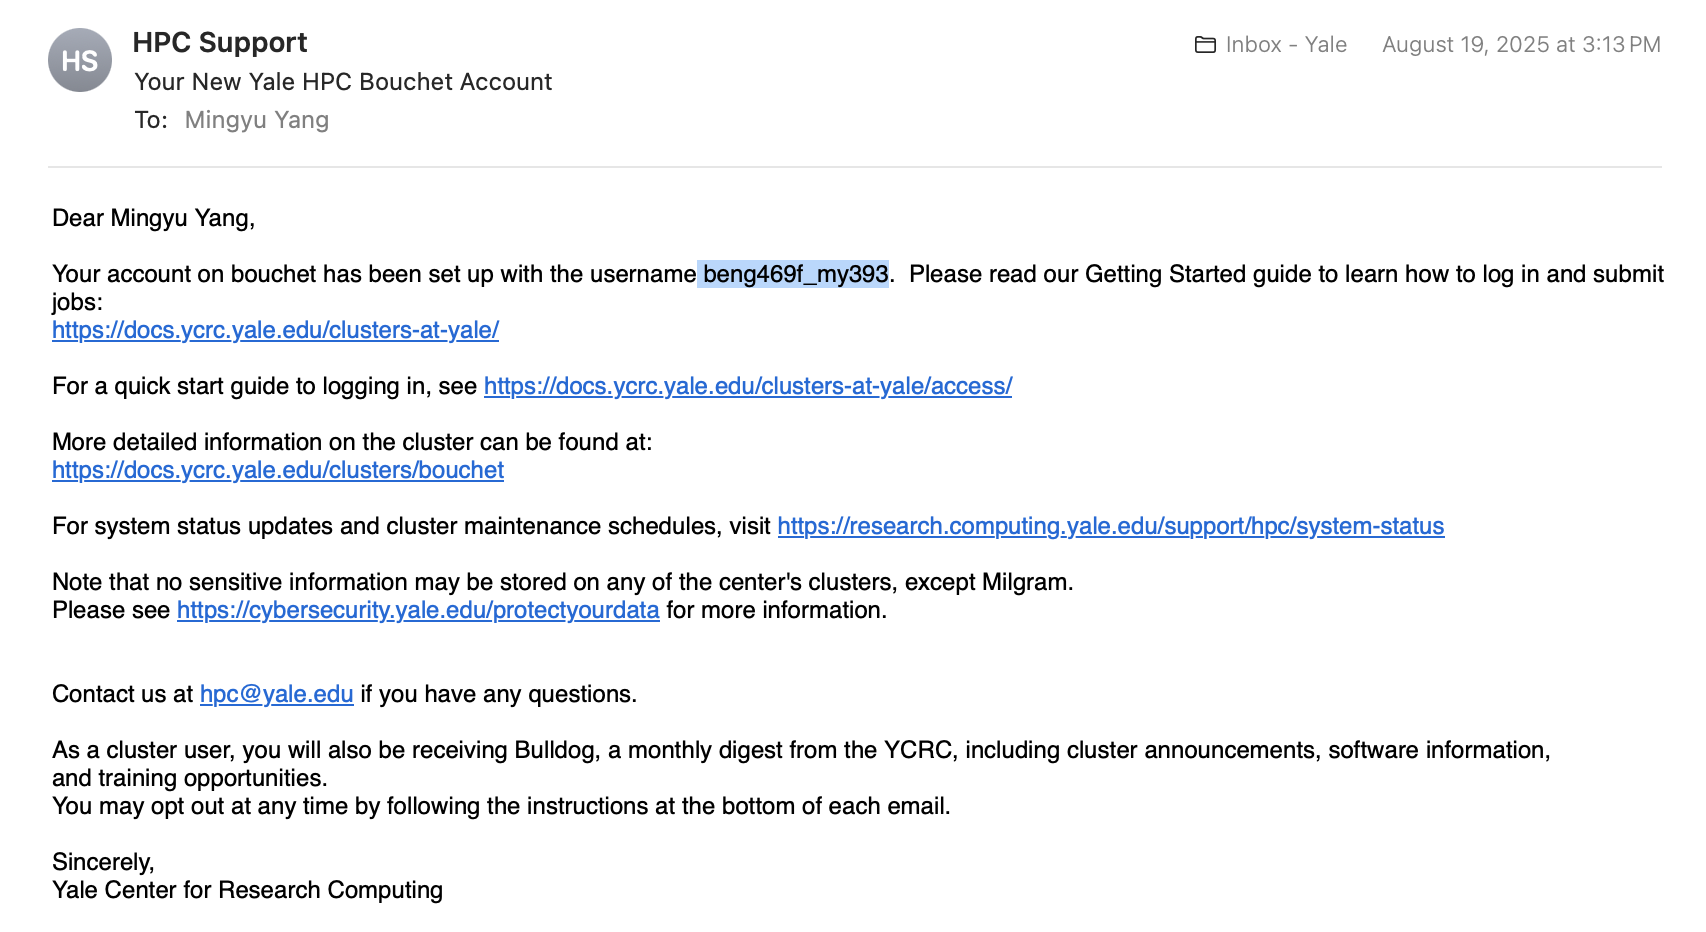 HS
HPC Support
Inbox - Yale
August 19, 2025 at 3:13 PM
Your New Yale HPC Bouchet Account
To: Mingyu Yang
Dear Mingyu Yang,
Your account on bouchet has been set up with the username beng469f_my393.  Please read our Getting Started guide to learn how to log in and submit
jobs:
https://docs.ycrc.yale.edu/clusters-at-yale/
For a quick start guide to logging in, see https://docs.ycrc.yale.edu/clusters-at-yale/access/
More detailed information on the cluster can be found at:
https://docs.ycrc.yale.edu/clusters/bouchet
For system status updates and cluster maintenance schedules, visit https://research.computing.yale.edu/support/hpc/system-status
Note that no sensitive information may be stored on any of the center's clusters, except Milgram.
Please see https://cybersecurity.yale.edu/protectyourdata for more information.
Contact us at hpc@yale.edu if you have any questions.
As a cluster user, you will also be receiving Bulldog, a monthly digest from the YCRC, including cluster announcements, software information,
and training opportunities.
You may opt out at any time by following the instructions at the bottom of each email.
Sincerely,
Yale Center for Research Computing